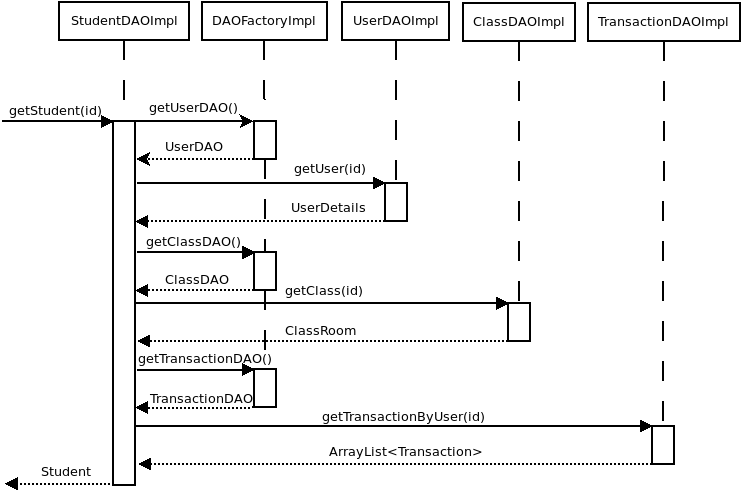 StudentDAOImpl
DAOFactoryImpl
UserDAOImpl
ClassDAOImpl
TransactionDAOImpl
getStudent(id)
getUserDAO()
UserDAO
getUser(id)
UserDetails
getClassDAO()
ClassDAO
getClass(id)
ClassRoom
getTransactionDAO()
TransactionDAO
getTransactionByUser(id)
ArrayList<Transaction>
Student